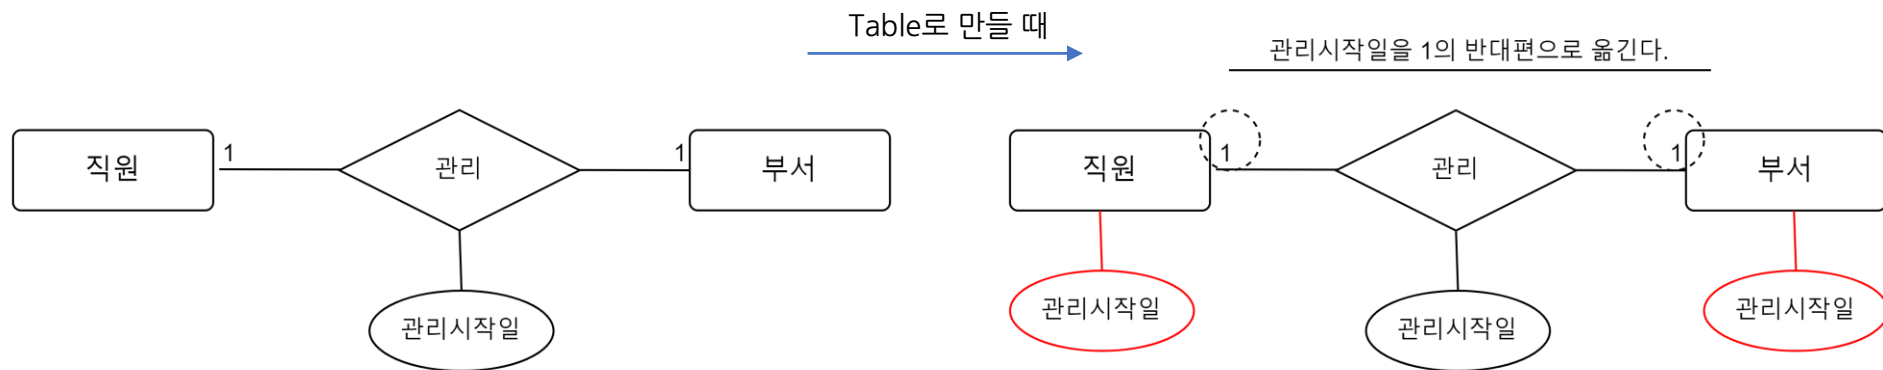 Table로 만들 때
관리시작일을 1의 반대편으로 옮긴다.
직원
1
관리
1
부서
관리시작일
직원
1
관리
1
부서
관리시작일
관리시작일
관리시작일